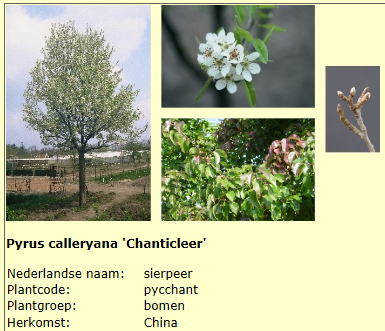 Pyrus calleryana 'Chanticleer'
Nederlandse naam: sierpeer
Plantcode: pycchant
Plantgroep: bomen
Herkomst: China